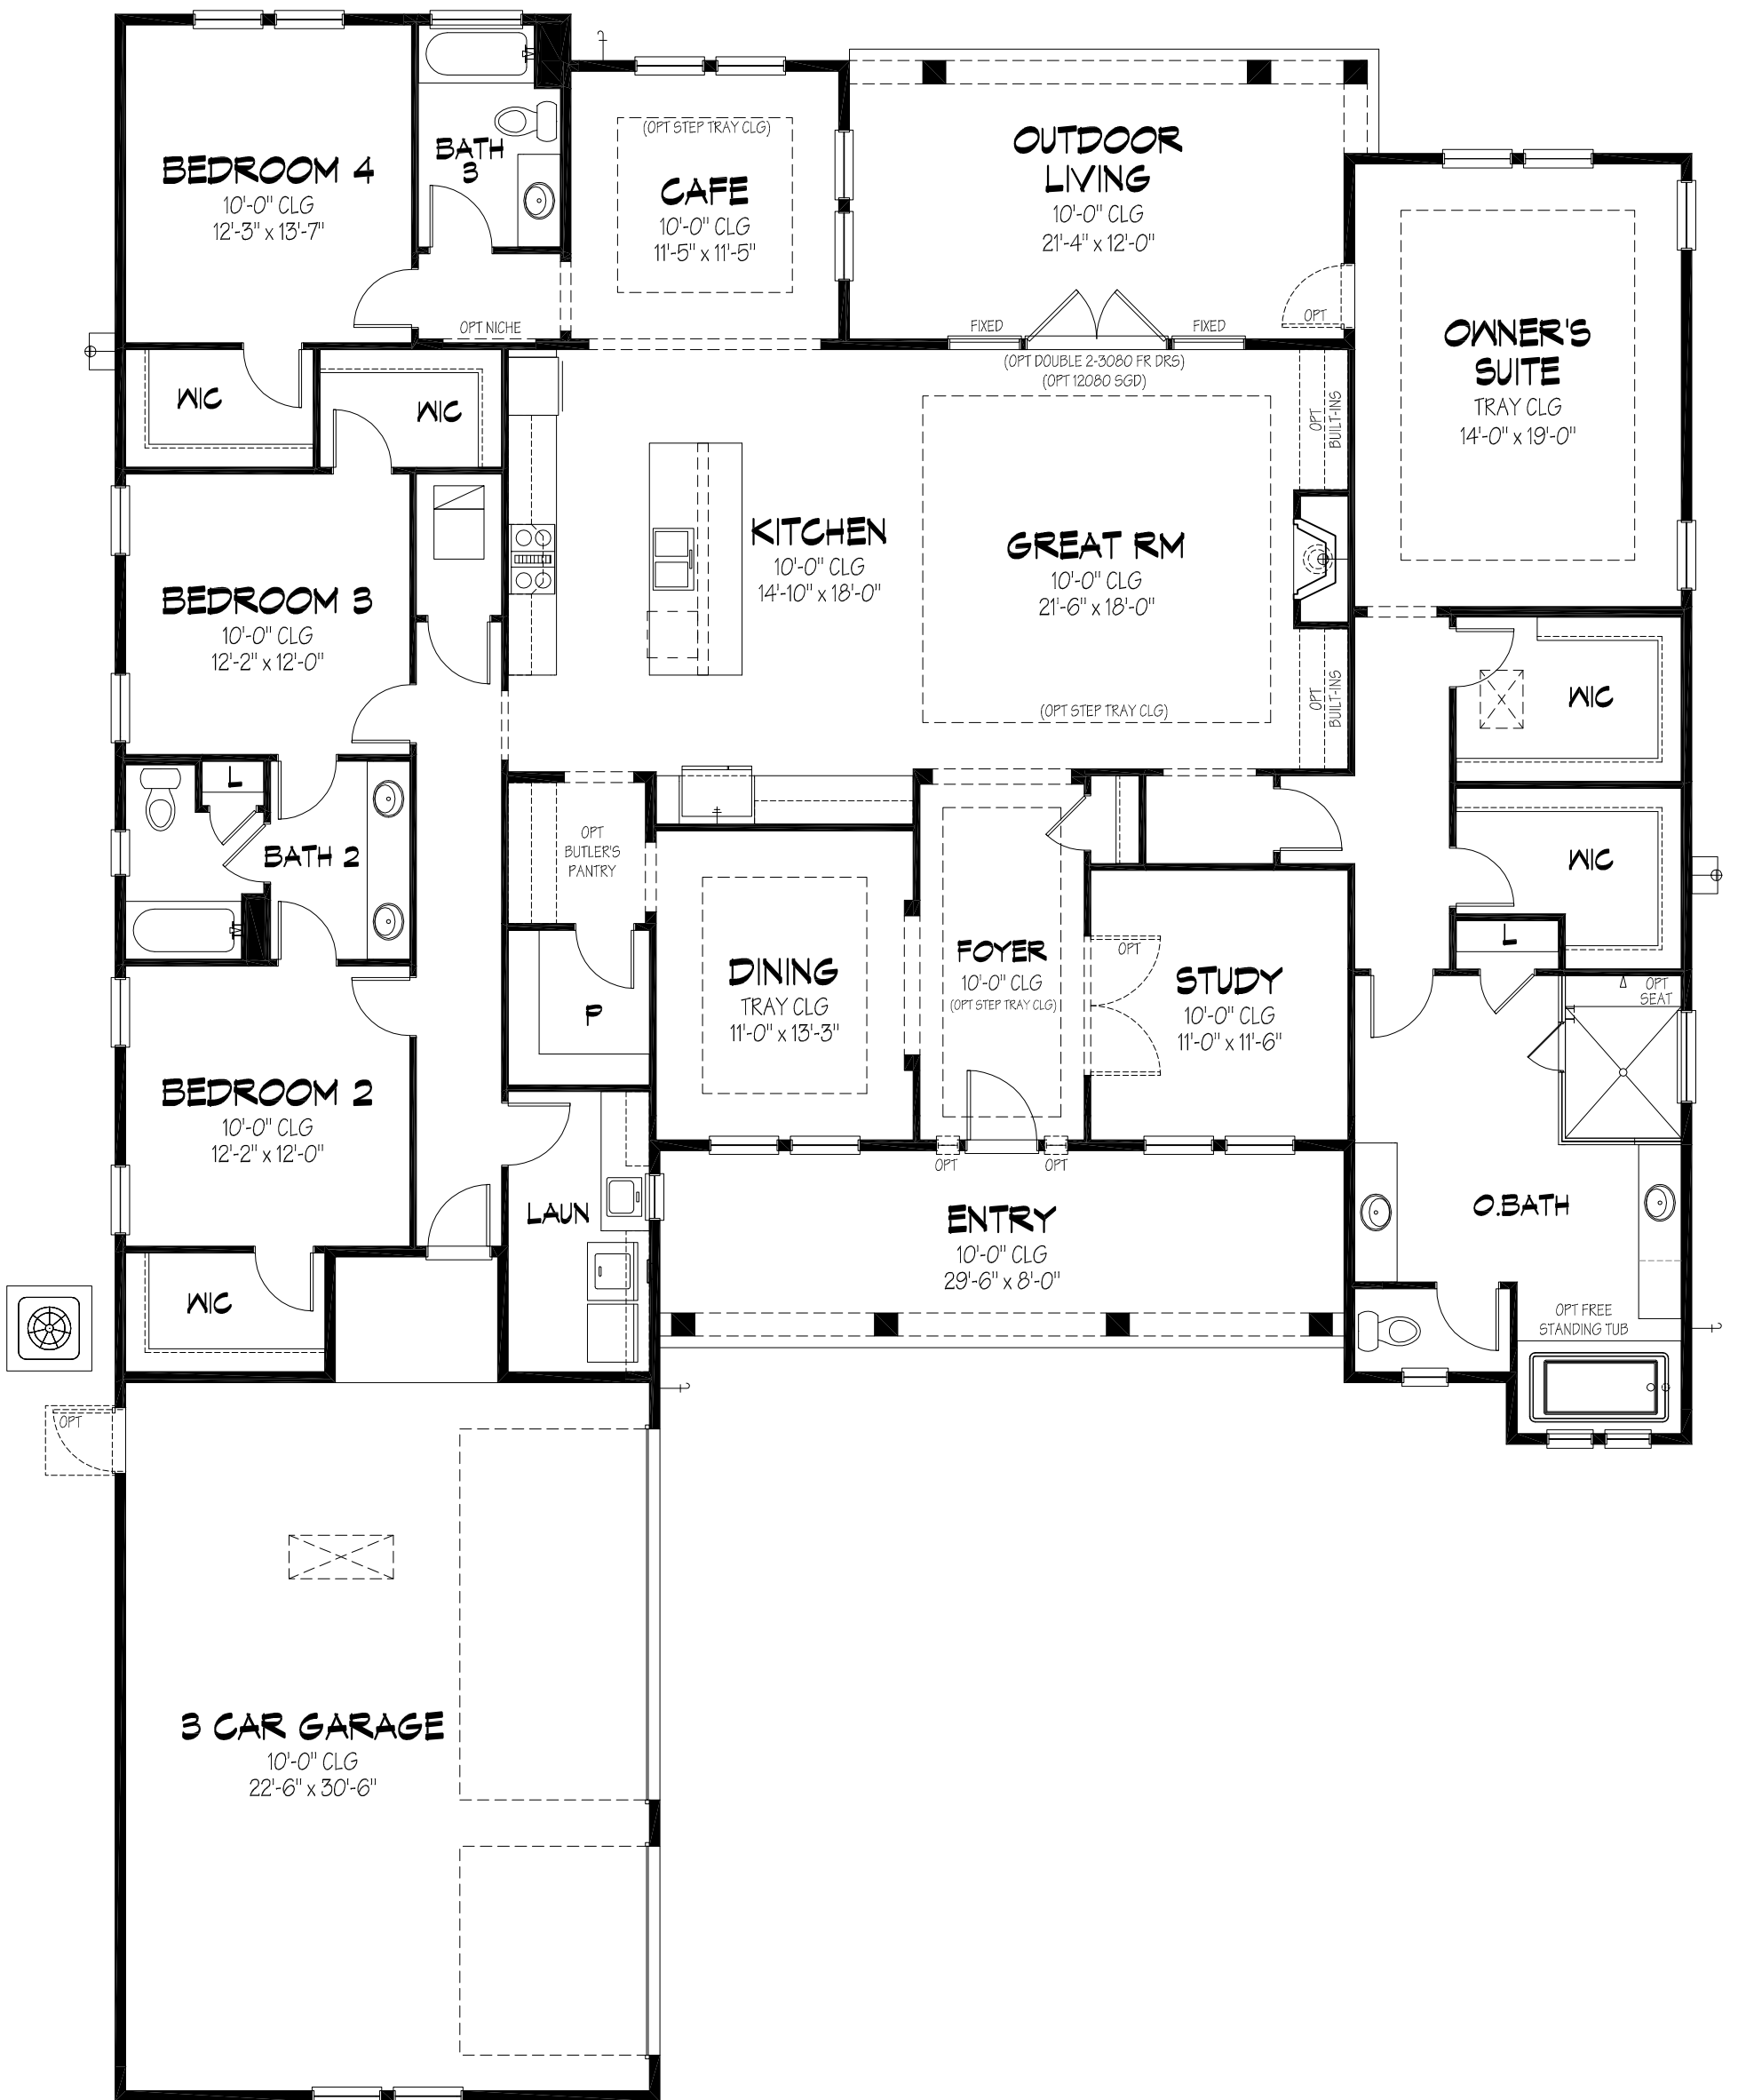 BEDROOM 4
10'-0" CLG
12'-3" x 13'-7"
BATH
3
(OPT STEP TRAY CLG)
CAFE
10'-0" CLG
11'-5" x 11'-5"
OUTDOOR
LIVING
10'-0" CLG
21'-4" x 12'-0"
OPT NICHE
FIXED
FIXED
OPT
(OPT DOUBLE 2-3080 FR DRS)
(OPT 12080 SGD)
OWNER'S
SUITE
TRAY CLG
14'-0" x 19'-0"
WIC
WIC
OPT
BUILT-INS
KITCHEN
10'-0" CLG
14'-10" x 18'-0"
GREAT RM
10'-0" CLG
21'-6" x 18'-0"
(OPT STEP TRAY CLG)
OPT
BUILT-INS
BEDROOM 3
10'-0" CLG
12'-2" x 12'-0"
WIC
L
BATH 2
OPT
BUTLER'S
PANTRY
WIC
L
DINING
TRAY CLG
11'-0" x 13'-3"
FOYER
10'-0" CLG
(OPT STEP TRAY CLG)
OPT
STUDY
10'-0" CLG
11'-0" x 11'-6"
OPT
SEAT
P
BEDROOM 2
10'-0" CLG
12'-2" x 12'-0"
OPT
OPT
LAUN
ENTRY
10'-0" CLG
29'-6" x 8'-0"
O.BATH
WIC
OPT FREE
STANDING TUB
OPT
3 CAR GARAGE
10'-0" CLG
22'-6" x 30'-6"